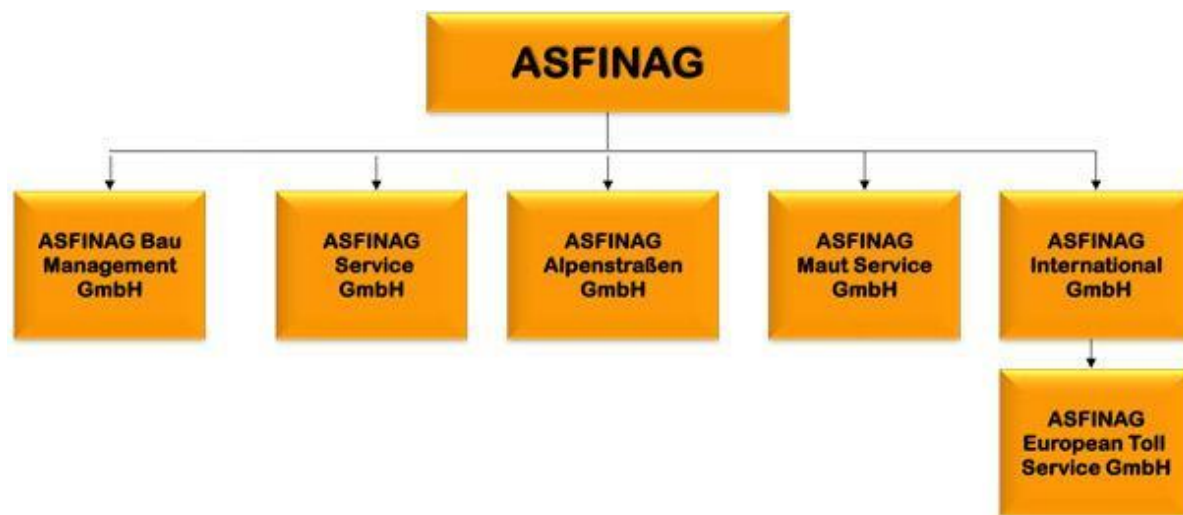 ASFINAG
ASFINAG Bau
Management
GmbH
ASFINAG
Service
GmbH
ASFINAG
Alpenstraßen
GmbH
ASFINAG
Maut Service
GmbH
ASFINAG
International
GmbH
ASFINAG
European Toll
Service GmbH